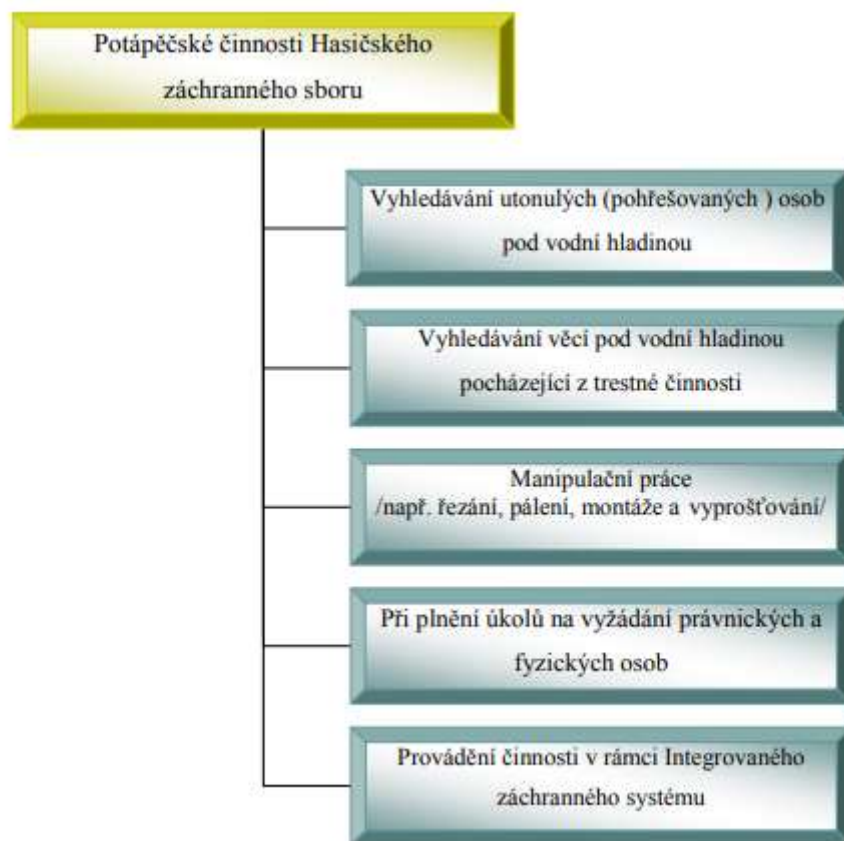 Potápěčské činnosti Hasičského
záchranného sboru
Vyhledávání utonulých (pohřešovaných ) osob
pod vodní hladinou
Vyhledávání věcí pod vodní hladinou
pocházející z trestné činnosti
Manipulační práce
/např. řezání, pálení, montáže a vyprošťování/
Při plnění úkolů na vyžádání právnických a
fyzických osob
Provádění činnosti v rámci Integrovaného
záchranného systému